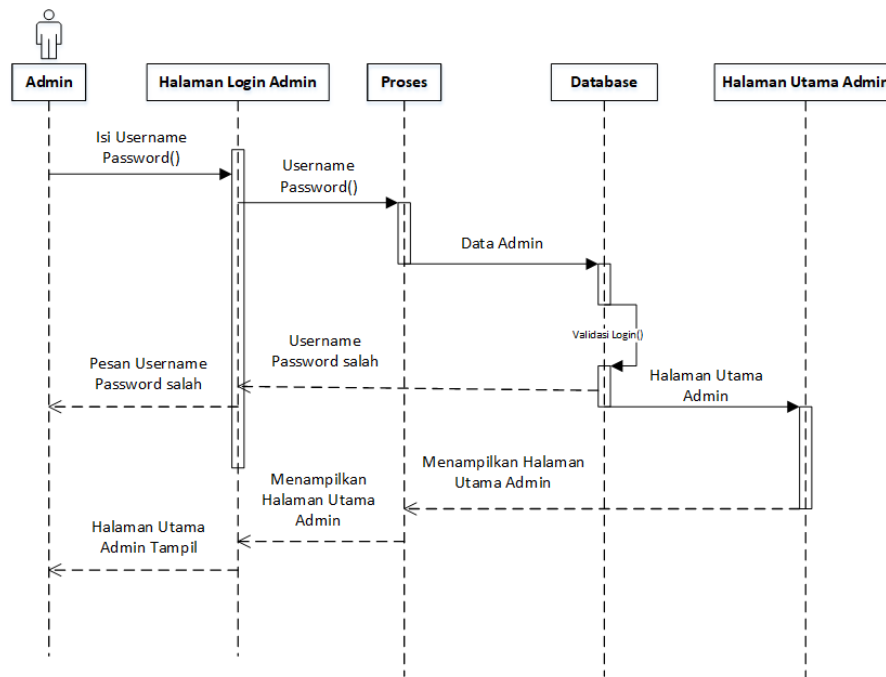 Admin
Halaman Login Admin
Proses
Database
Halaman Utama Admin
Isi Username
Password()
Username
Password()
Data Admin
Validasi Login()
Username
Password salah
Pesan Username
Password salah
Halaman Utama
Admin
Menampilkan Halaman
Utama Admin
Menampilkan
Halaman Utama
Admin
Halaman Utama
Admin Tampil